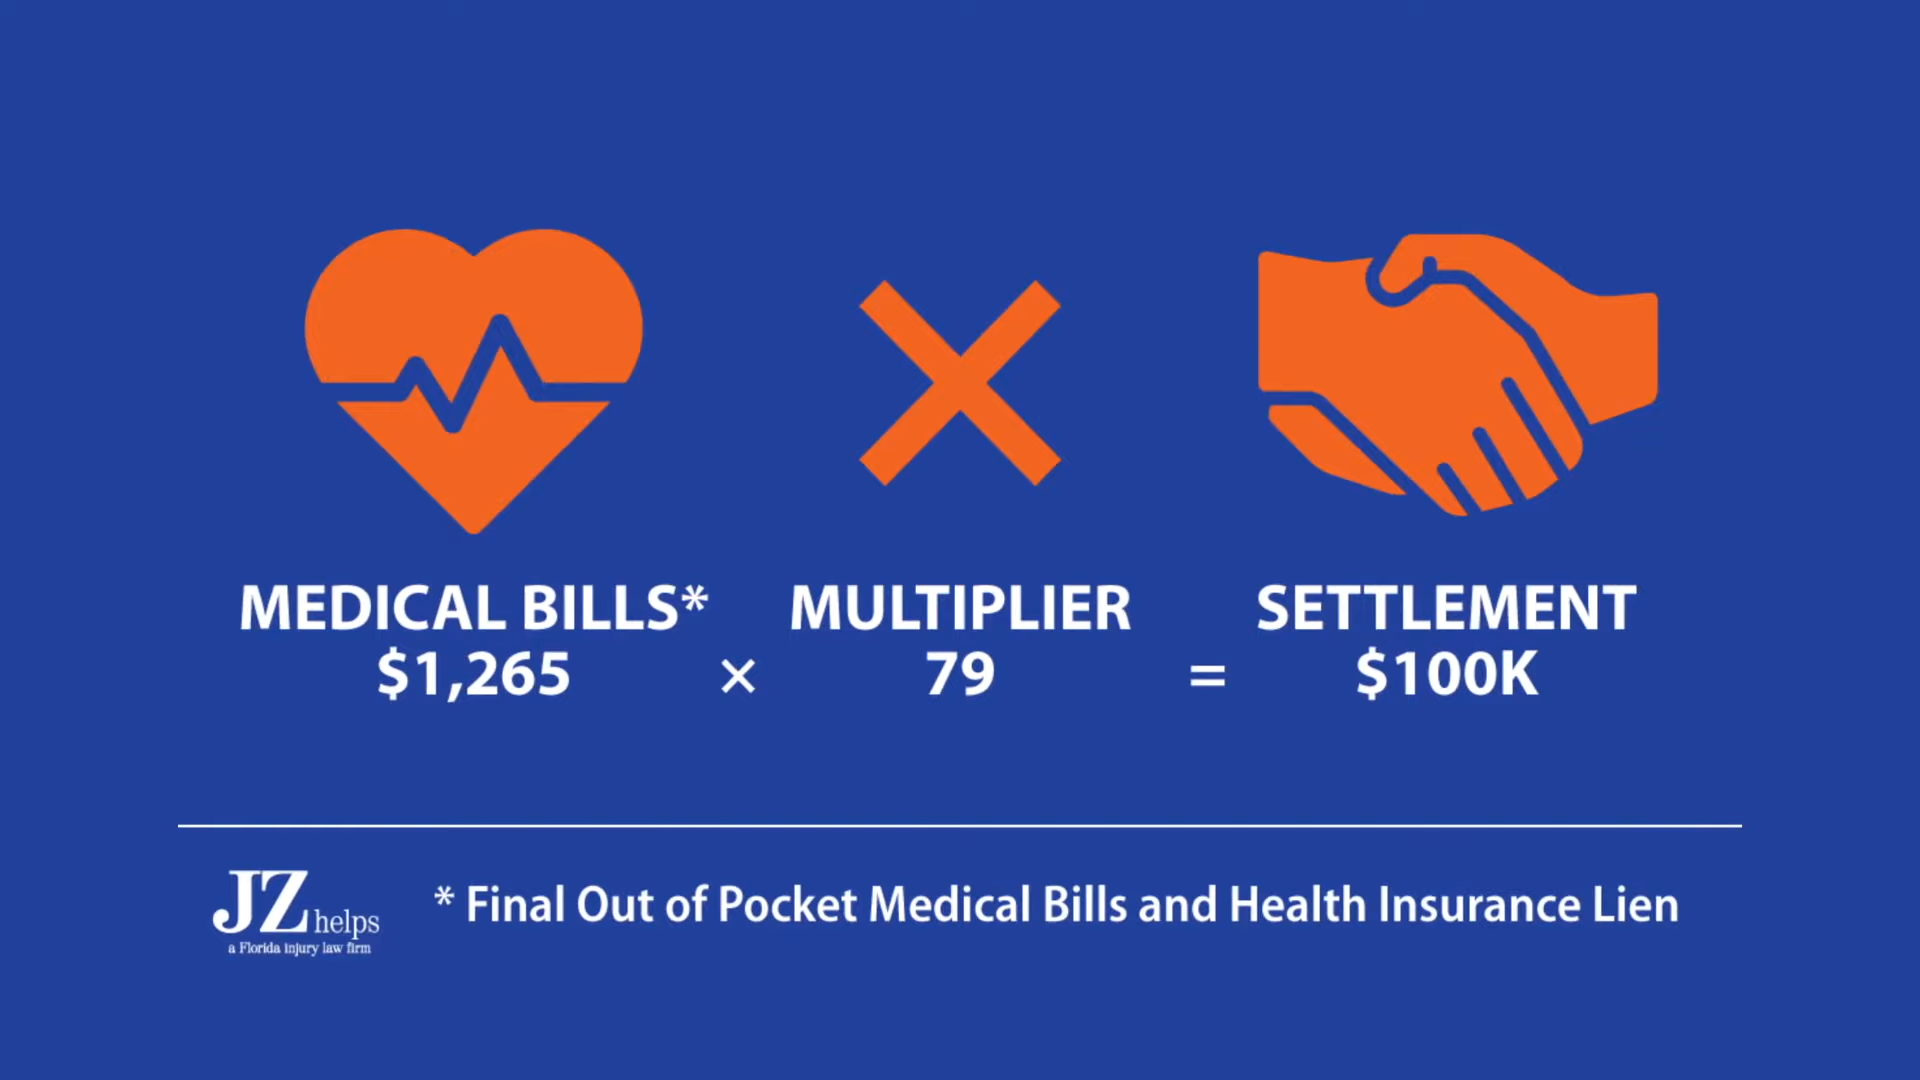 MEDICAL BILLS* MULTIPLIER SETTLEMENT
$1,265 × 79 = $100K
JZ helps
a Florida injury law firm
* Final Out of Pocket Medical Bills and Health Insurance Lien